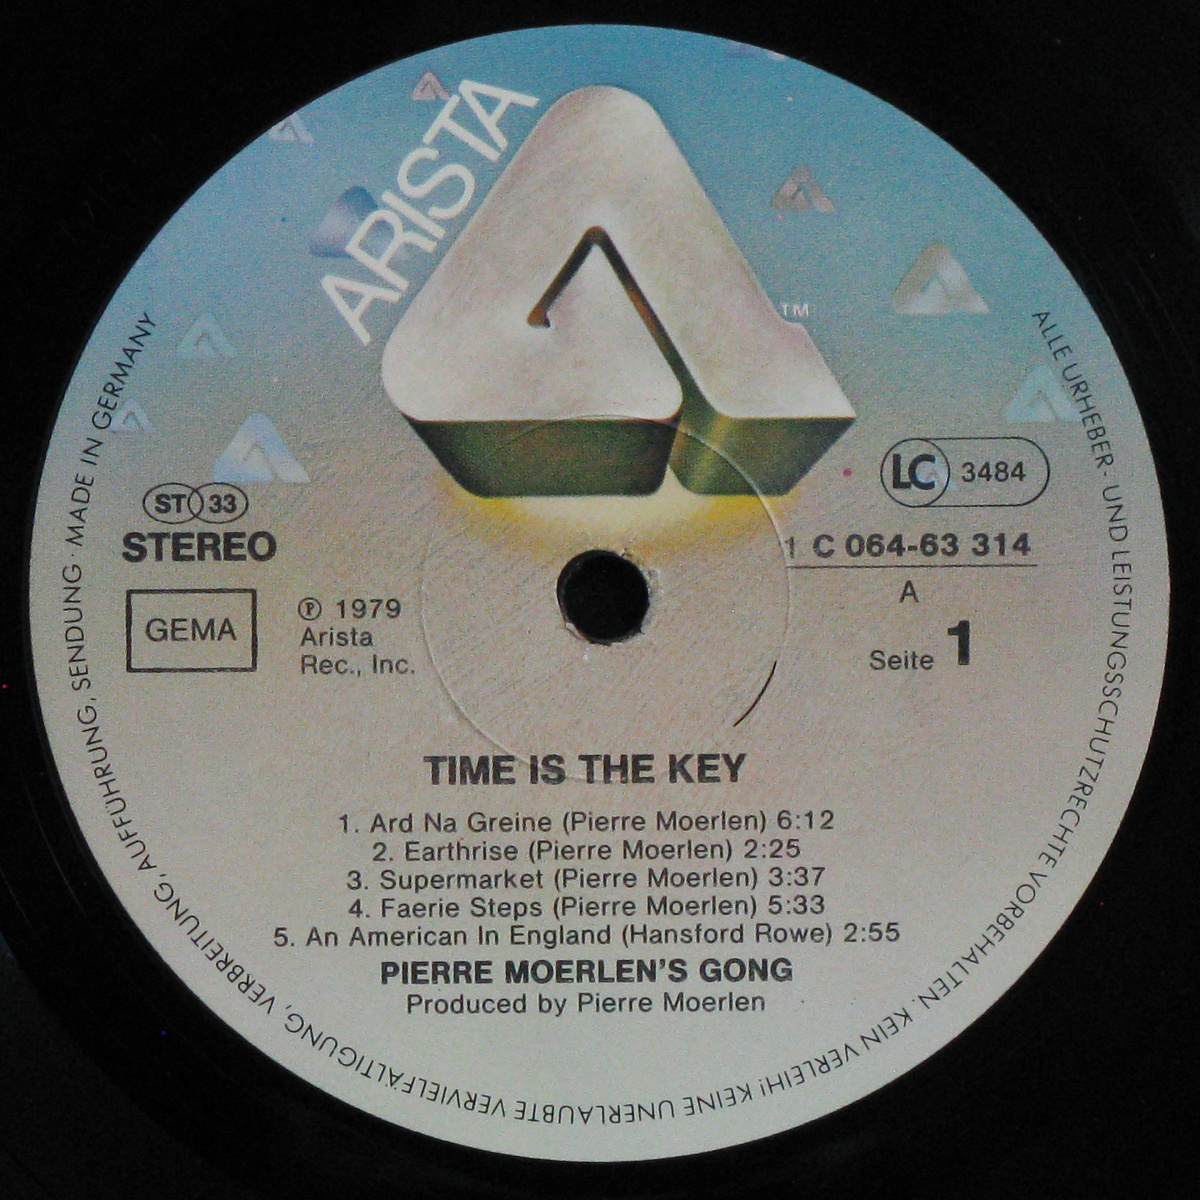 ARISTA
TM
ALLE URHEBER- UND LEISTUNGSSCHUTZRECHTE VORBEHALTEN. KEIN VERLEIH! KEINE UNERLAUBTE VERVIELFÄLTIGUNG, VERBREITUNG, AUFFÜHRUNG, SENDUNG · MADE IN GERMANY
ST 33
STEREO
GEMA
℗ 1979
Arista
Rec., Inc.
LC 3484
1 C 064-63 314
A
Seite 1
TIME IS THE KEY
1. Ard Na Greine (Pierre Moerlen) 6:12
2. Earthrise (Pierre Moerlen) 2:25
3. Supermarket (Pierre Moerlen) 3:37
4. Faerie Steps (Pierre Moerlen) 5:33
5. An American In England (Hansford Rowe) 2:55
PIERRE MOERLEN'S GONG
Produced by Pierre Moerlen